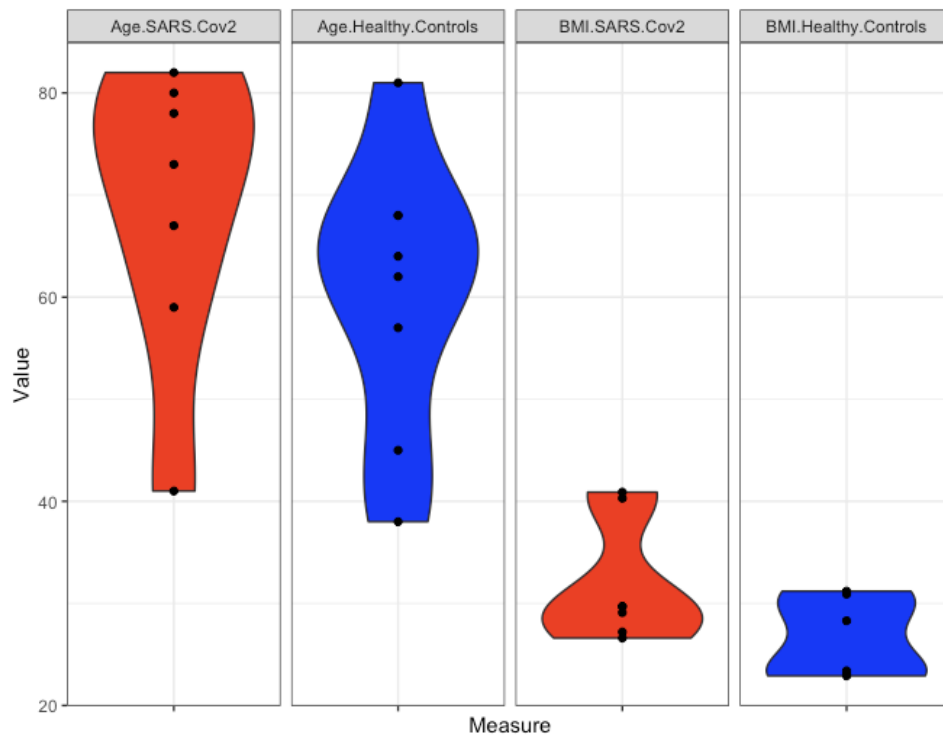 Age.SARS.Cov2 Age.Healthy.Controls BMI.SARS.Cov2 BMI.Healthy.Controls
80
60
40
20
Value
Measure